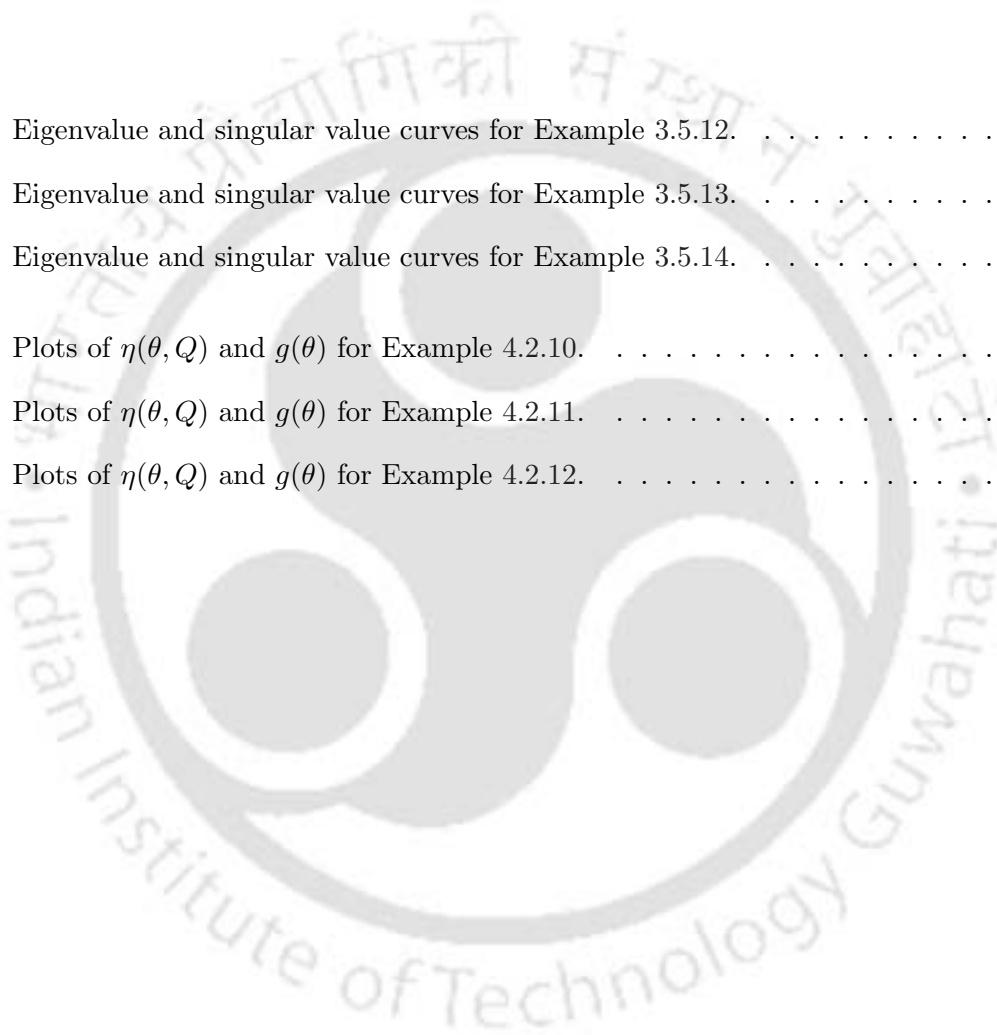 Eigenvalue and singular value curves for Example 3.5.12. . . . . . . . . . . .
Eigenvalue and singular value curves for Example 3.5.13. . . . . . . . . . . .
Eigenvalue and singular value curves for Example 3.5.14. . . . . . . . . . . .
Plots of η(θ, Q) and g(θ) for Example 4.2.10. . . . . . . . . . . . . . . . .
Plots of η(θ, Q) and g(θ) for Example 4.2.11. . . . . . . . . . . . . . . . .
Plots of η(θ, Q) and g(θ) for Example 4.2.12. . . . . . . . . . . . . . . . .
भारतीय प्रौद्योगिकी संस्थान गुवाहाटी
Indian Institute of Technology Guwahati